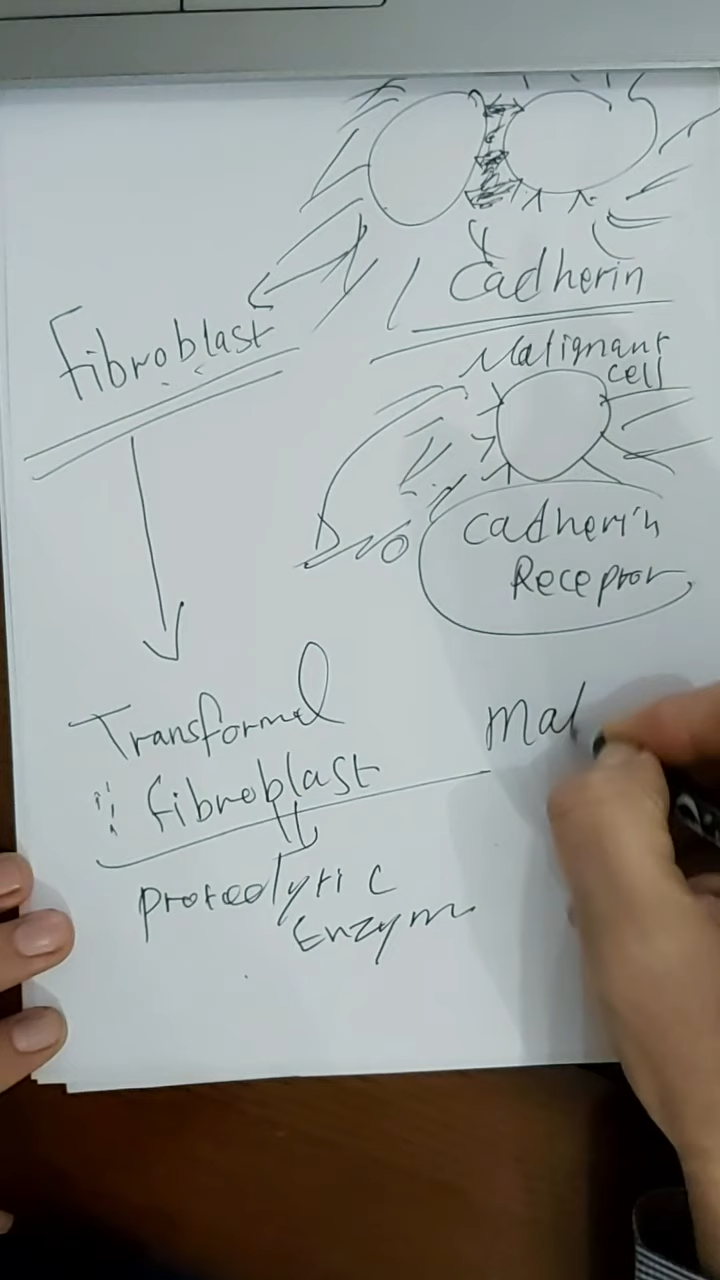 Cadherin
Fibroblast
Malignant
cell
Cadherin
Receptor
Transformed
fibroblast
Mal
Proteolytic
Enzym